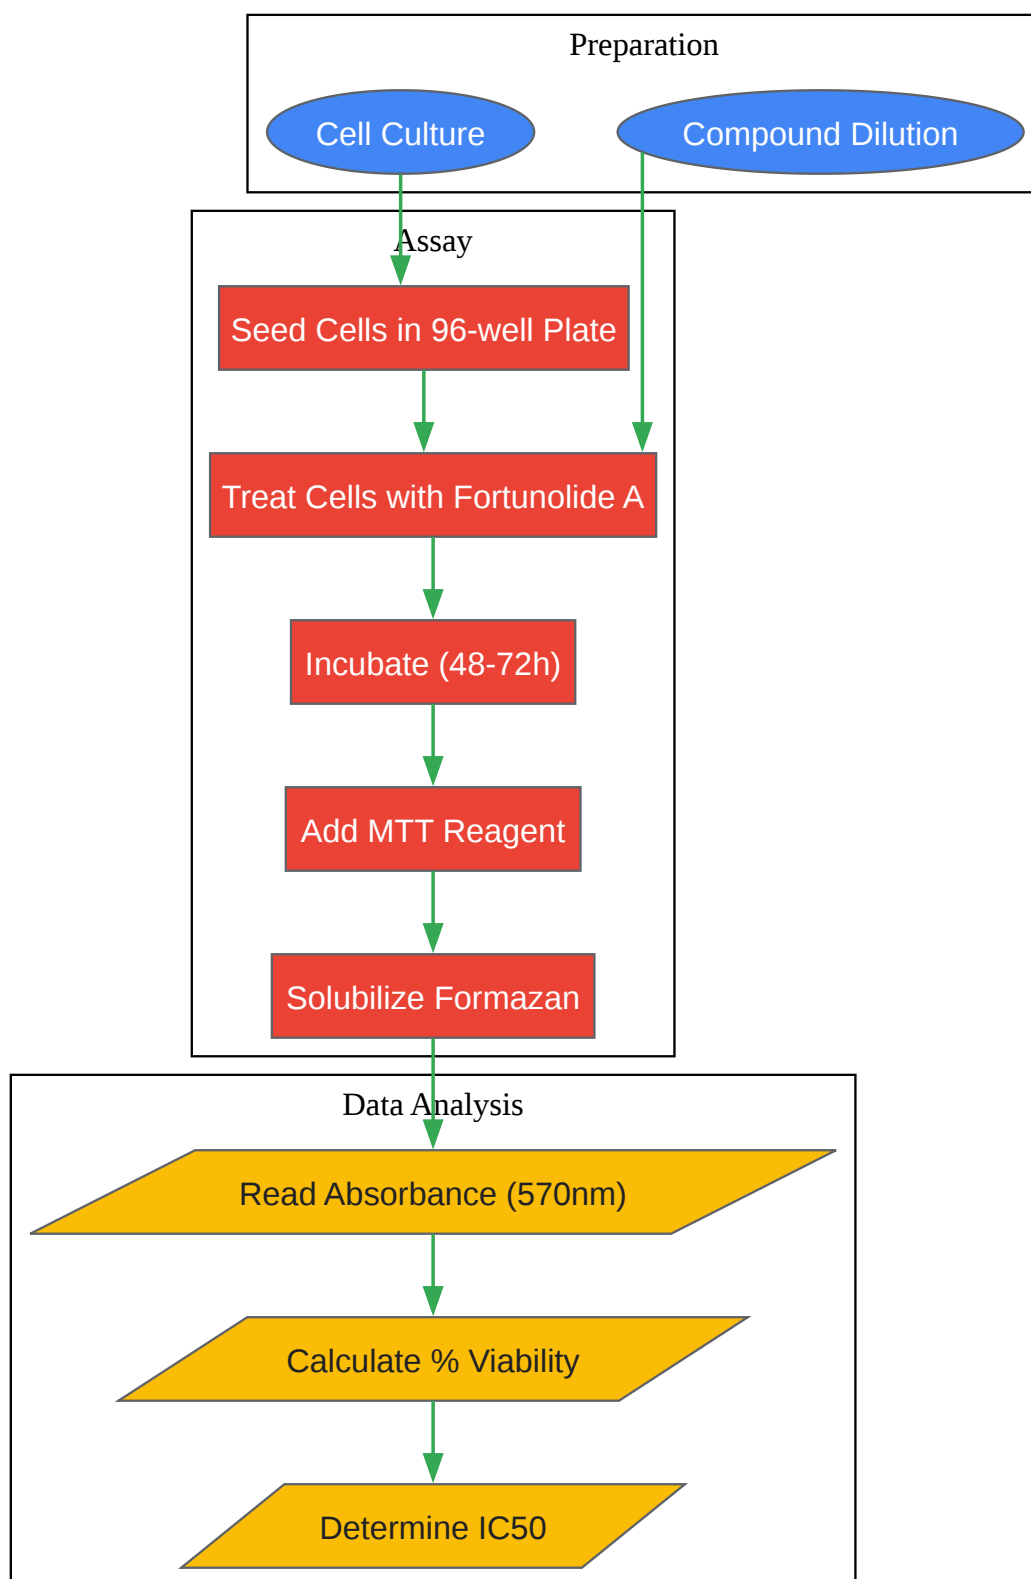 Preparation
Cell Culture
Compound Dilution
Assay
Seed Cells in 96-well Plate
Treat Cells with Fortunolide A
Incubate (48-72h)
Add MTT Reagent
Solubilize Formazan
Data Analysis
Read Absorbance (570nm)
Calculate % Viability
Determine IC50